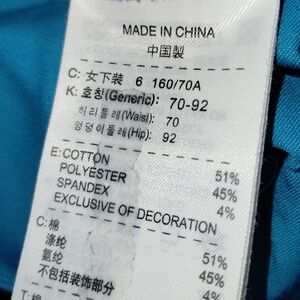 MADE IN CHINA
中国製
C: 女下装 6 160/70A
K: 호칭(Generic): 70-92
허리둘레(Waist): 70
엉덩이둘레(Hip): 92
E: COTTON 51%
POLYESTER 45%
SPANDEX 4%
EXCLUSIVE OF DECORATION
C: 棉 51%
涤纶 45%
氨纶 4%
不包括装饰部分
T: 棉